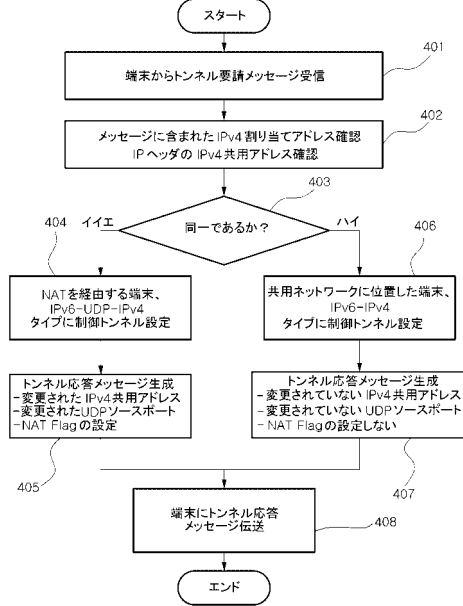 スタート
401
端末からトンネル要請メッセージ受信
402
メッセージに含まれた IPv4 割り当てアドレス確認
IPヘッダの IPv4 共用アドレス確認
403
同一であるか？
イイエ
ハイ
404
NATを経由する端末、
IPv6-UDP-IPv4
タイプに制御トンネル設定
406
共用ネットワークに位置した端末、
IPv6-IPv4
タイプに制御トンネル設定
トンネル応答メッセージ生成
-変更された IPv4共用アドレス
-変更されたUDPソースポート
-NAT Flagの設定
405
トンネル応答メッセージ生成
-変更されていない IPv4共用アドレス
-変更されていない UDPソースポート
-NAT Flagの設定しない
407
端末にトンネル応答
メッセージ伝送
408
エンド